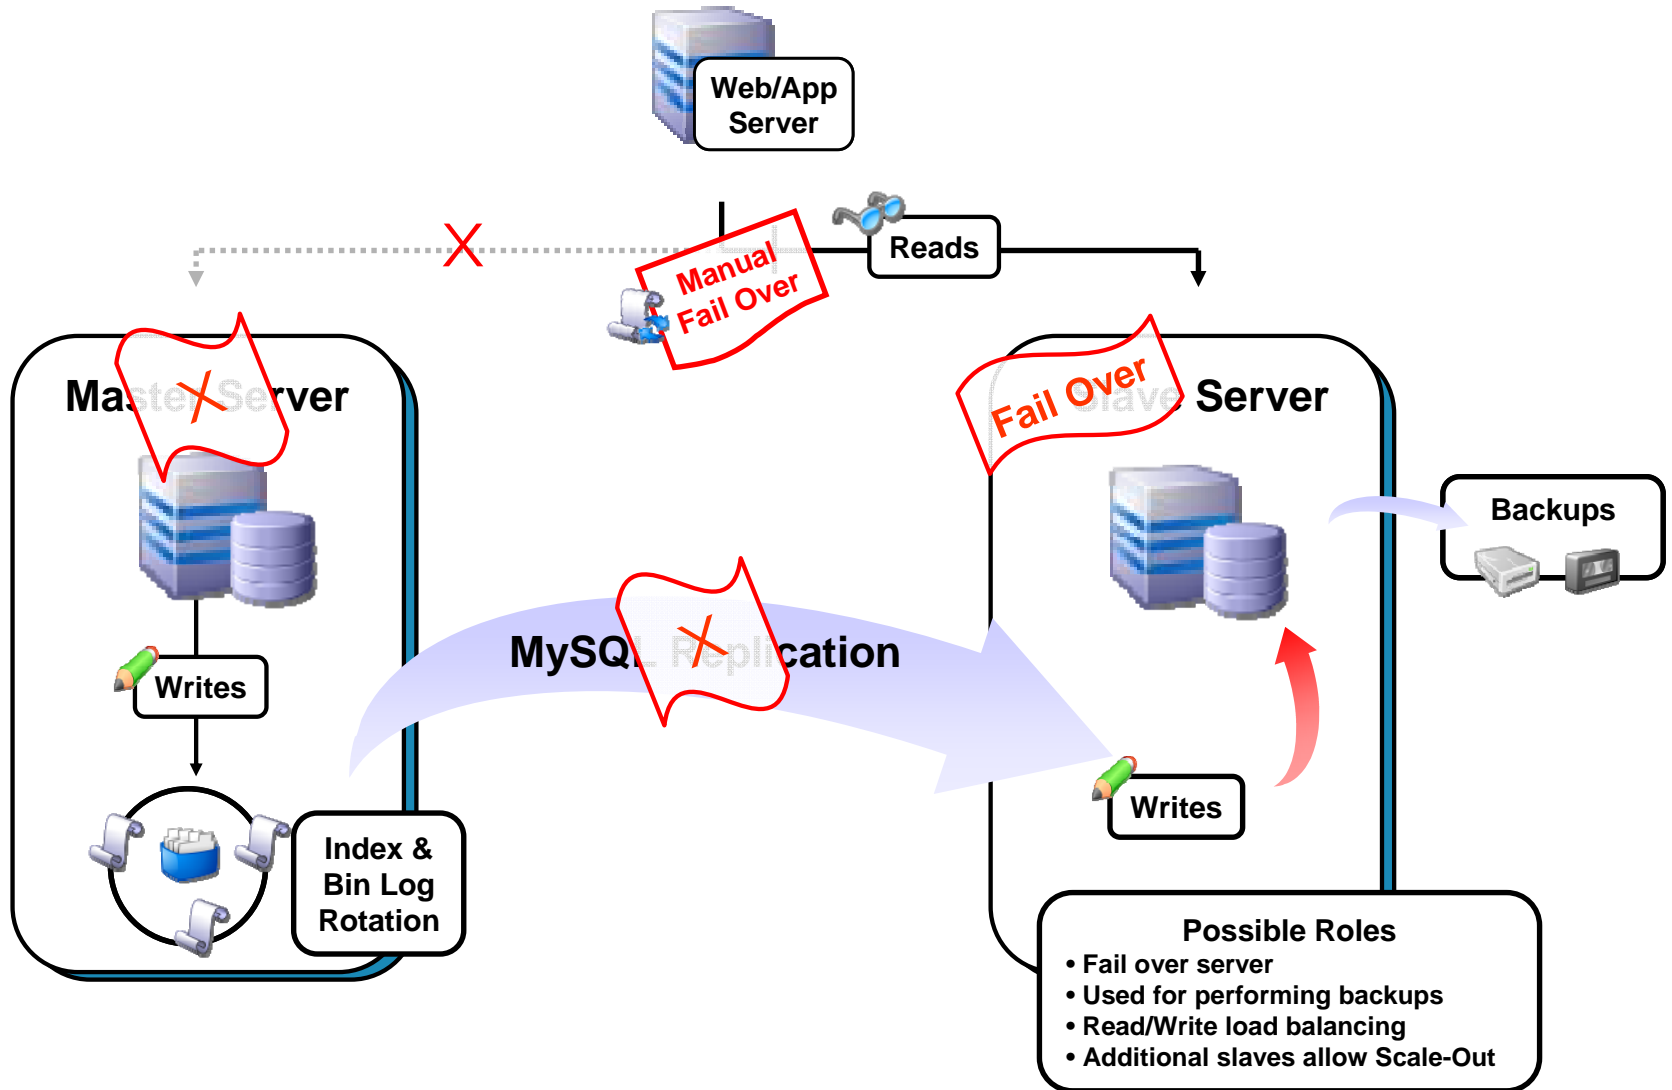 Web/App
Server
X
Manual
Fail Over
Reads
Master Server
X
Fail Over
Slave Server
Backups
MySQL Replication
X
Writes
Writes
Index &
Bin Log
Rotation
Possible Roles
• Fail over server
• Used for performing backups
• Read/Write load balancing
• Additional slaves allow Scale-Out